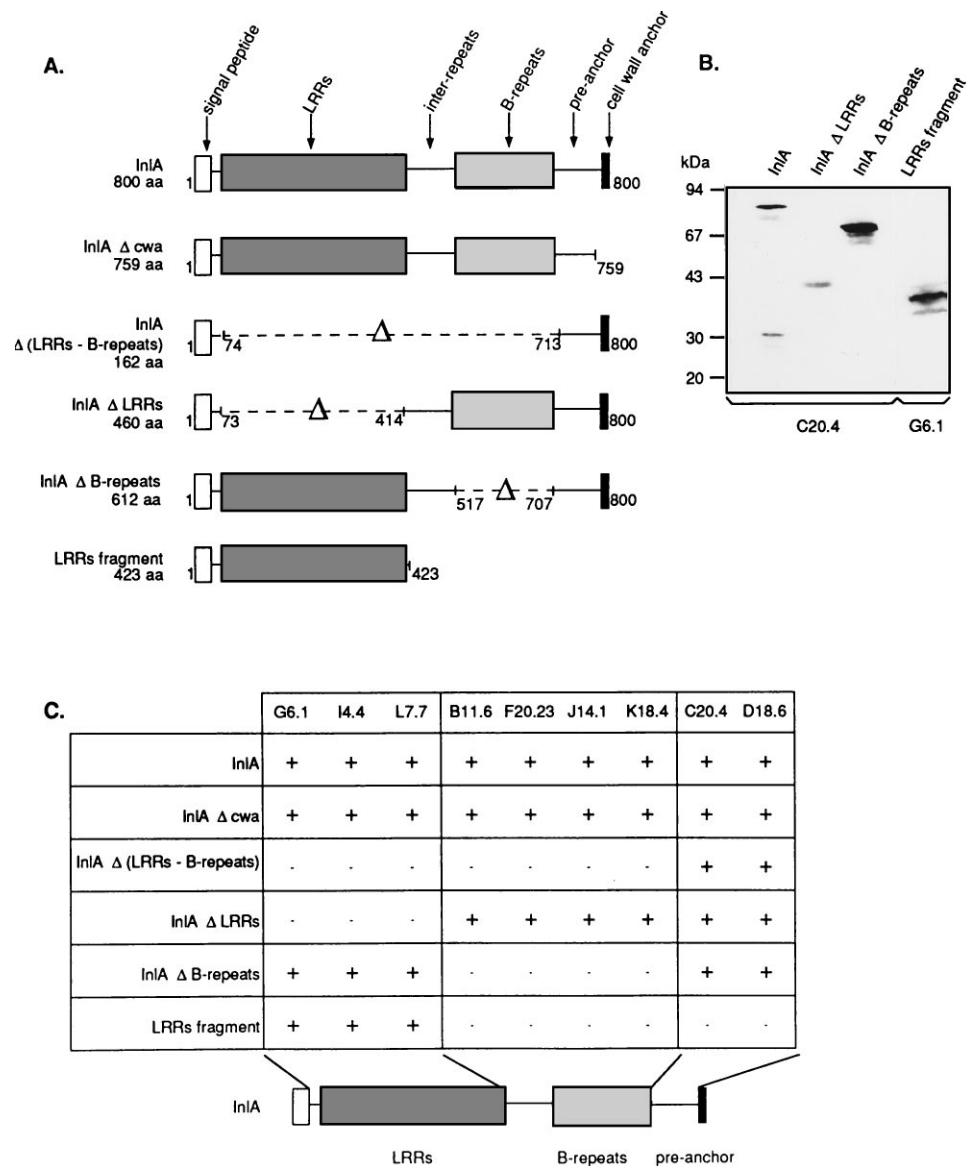 A.
signal peptide
LRRs
inter-repeats
B-repeats
pre-anchor
cell wall anchor
InlA
800 aa
1
800
InlA Δ cwa
759 aa
1
759
InlA
Δ (LRRs - B-repeats)
162 aa
1
74
Δ
713
800
InlA Δ LRRs
460 aa
1
73
Δ
414
800
InlA Δ B-repeats
612 aa
1
517
Δ
707
800
LRRs fragment
423 aa
1
423
B.
kDa
InlA
InlA Δ LRRs
InlA Δ B-repeats
LRRs fragment
94
67
43
30
20
C20.4
G6.1
C.
G6.1 I4.4 L7.7 B11.6 F20.23 J14.1 K18.4 C20.4 D18.6
InlA + + + + + + + + +
InlA Δ cwa + + + + + + + + +
InlA Δ (LRRs - B-repeats) - - - - - - - + +
InlA Δ LRRs - - - + + + + + +
InlA Δ B-repeats + + + - - - - + +
LRRs fragment + + + - - - - - -
InlA
LRRs
B-repeats
pre-anchor